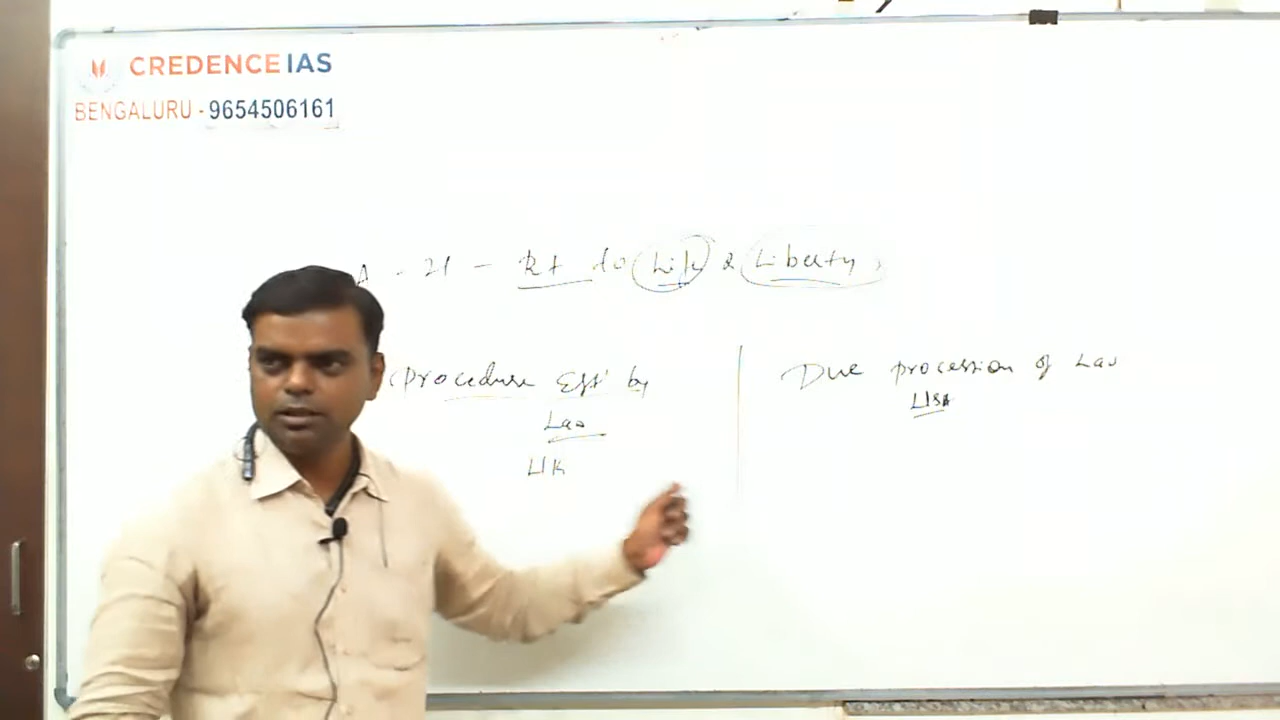 CREDENCE IAS
BENGALURU - 9654506161
A - 21 - Rt to Life & Liberty,
Procedure Est' by
Law
UK
Due procession of Law
USA